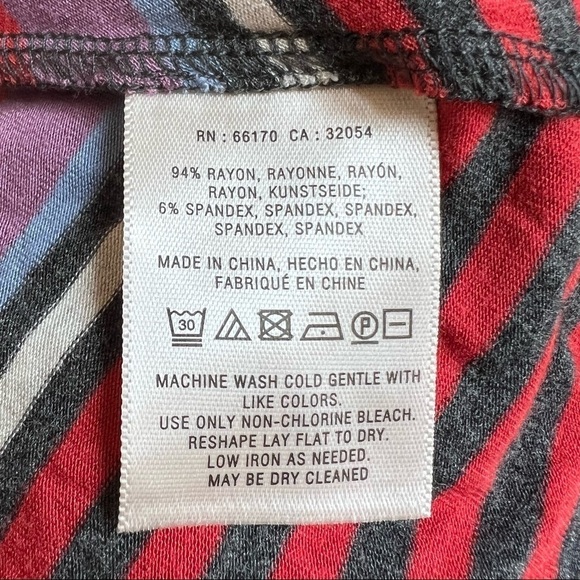 RN : 66170 CA : 32054
94% RAYON, RAYONNE, RAYÓN,
RAYON, KUNSTSEIDE;
6% SPANDEX, SPANDEX, SPANDEX,
SPANDEX, SPANDEX
MADE IN CHINA, HECHO EN CHINA,
FABRIQUÉ EN CHINE
30 P
MACHINE WASH COLD GENTLE WITH
LIKE COLORS.
USE ONLY NON-CHLORINE BLEACH.
RESHAPE LAY FLAT TO DRY.
LOW IRON AS NEEDED.
MAY BE DRY CLEANED